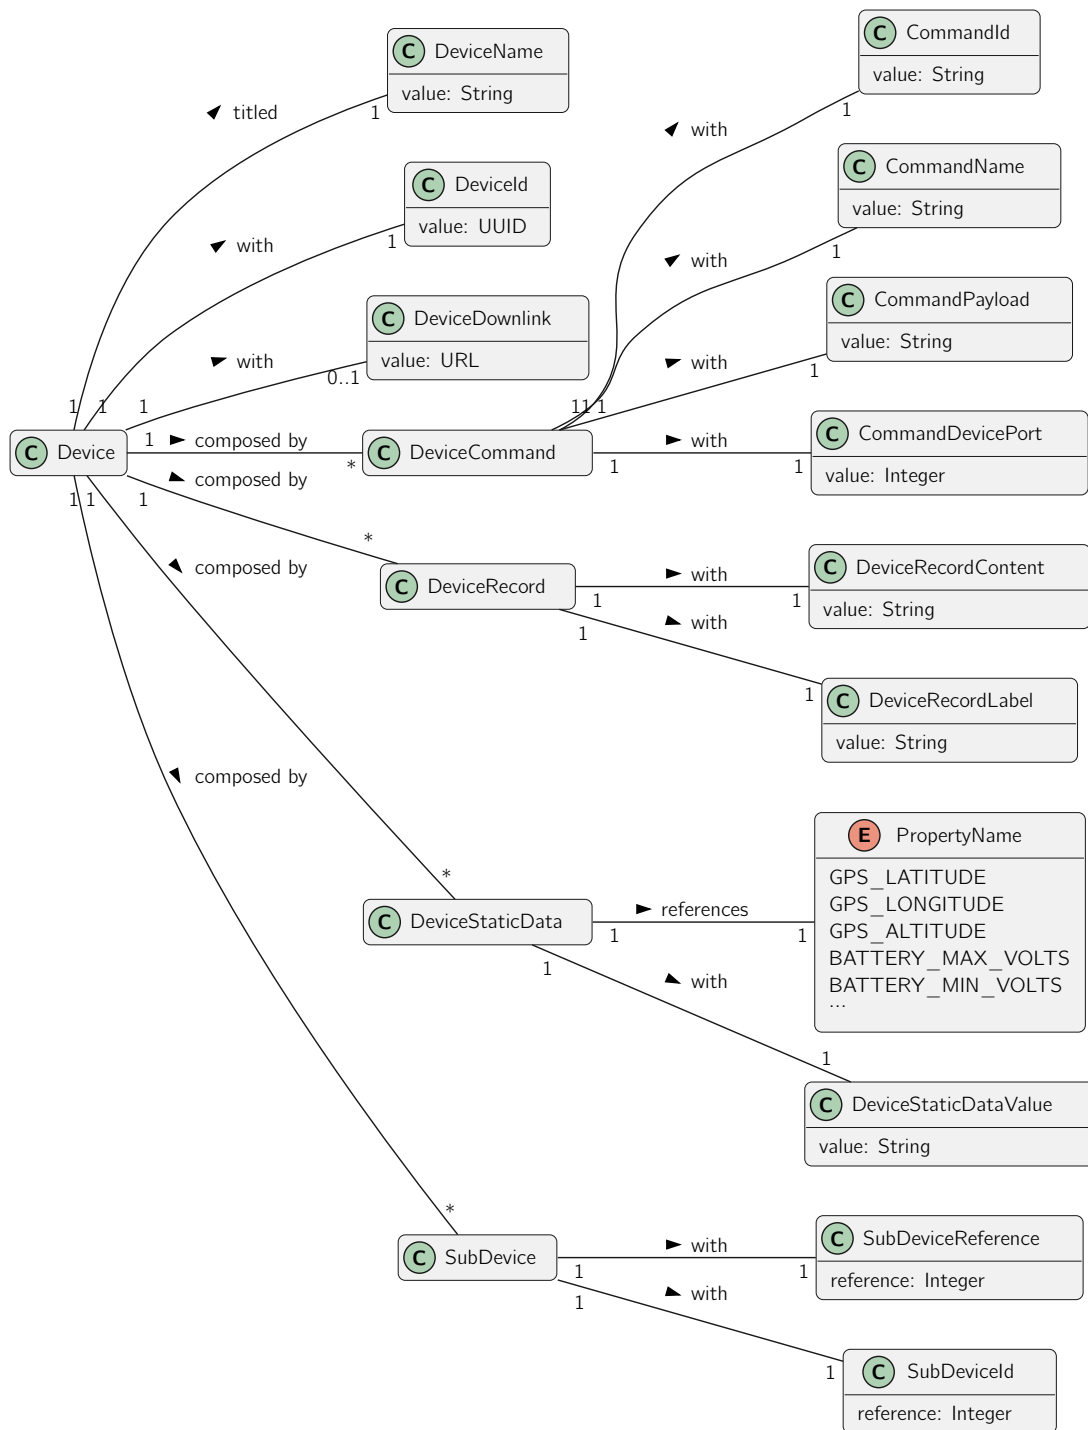 C DeviceName
value: String
titled
1
C DeviceId
value: UUID
with
1
C DeviceDownlink
value: URL
with
0..1
1 1 1
C Device
1 composed by *
C DeviceCommand
11 1
with
1
C CommandId
value: String
with
1
C CommandName
value: String
with
1
C CommandPayload
value: String
1 with 1
C CommandDevicePort
value: Integer
1 1 1
composed by
*
C DeviceRecord
1 with 1
C DeviceRecordContent
value: String
1 with 1
C DeviceRecordLabel
value: String
composed by
*
C DeviceStaticData
1 references 1
E PropertyName
GPS_LATITUDE
GPS_LONGITUDE
GPS_ALTITUDE
BATTERY_MAX_VOLTS
BATTERY_MIN_VOLTS
...
1 with 1
C DeviceStaticDataValue
value: String
composed by
*
C SubDevice
1 with 1
C SubDeviceReference
reference: Integer
1 with 1
C SubDeviceId
reference: Integer